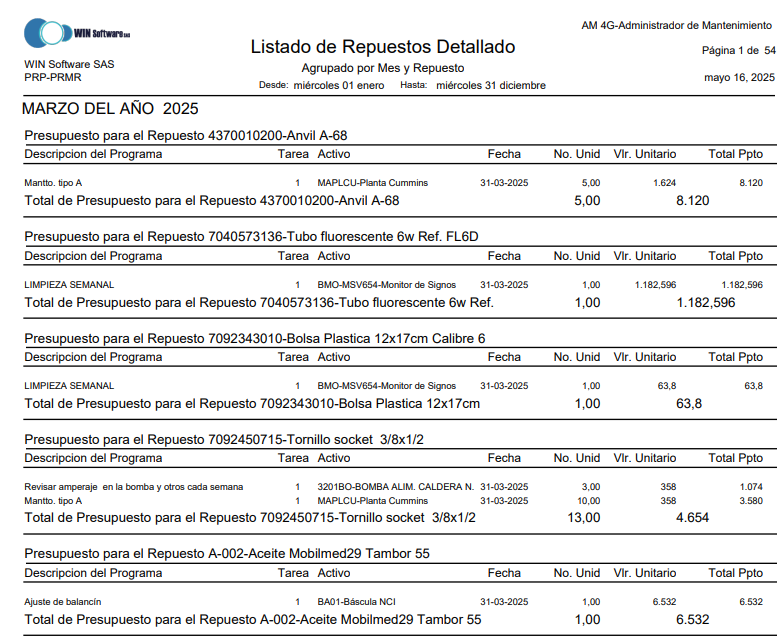 WIN Software SAS
AM 4G-Administrador de Mantenimiento
Listado de Repuestos Detallado
Página 1 de 54
WIN Software SAS
Agrupado por Mes y Repuesto
PRP-PRMR
mayo 16, 2025
Desde: miércoles 01 enero Hasta: miércoles 31 diciembre
MARZO DEL AÑO 2025
Presupuesto para el Repuesto 4370010200-Anvil A-68
Descripcion del Programa Tarea Activo Fecha No. Unid Vlr. Unitario Total Ppto
Mantto. tipo A 1 MAPLCU-Planta Cummins 31-03-2025 5,00 1.624 8.120
Total de Presupuesto para el Repuesto 4370010200-Anvil A-68 5,00 8.120
Presupuesto para el Repuesto 7040573136-Tubo fluorescente 6w Ref. FL6D
Descripcion del Programa Tarea Activo Fecha No. Unid Vlr. Unitario Total Ppto
LIMPIEZA SEMANAL 1 BMO-MSV654-Monitor de Signos 31-03-2025 1,00 1.182,596 1.182,596
Total de Presupuesto para el Repuesto 7040573136-Tubo fluorescente 6w Ref. 1,00 1.182,596
Presupuesto para el Repuesto 7092343010-Bolsa Plastica 12x17cm Calibre 6
Descripcion del Programa Tarea Activo Fecha No. Unid Vlr. Unitario Total Ppto
LIMPIEZA SEMANAL 1 BMO-MSV654-Monitor de Signos 31-03-2025 1,00 63,8 63,8
Total de Presupuesto para el Repuesto 7092343010-Bolsa Plastica 12x17cm 1,00 63,8
Presupuesto para el Repuesto 7092450715-Tornillo socket 3/8x1/2
Descripcion del Programa Tarea Activo Fecha No. Unid Vlr. Unitario Total Ppto
Revisar amperaje en la bomba y otros cada semana 1 3201BO-BOMBA ALIM. CALDERA N. 31-03-2025 3,00 358 1.074
Mantto. tipo A 1 MAPLCU-Planta Cummins 31-03-2025 10,00 358 3.580
Total de Presupuesto para el Repuesto 7092450715-Tornillo socket 3/8x1/2 13,00 4.654
Presupuesto para el Repuesto A-002-Aceite Mobilmed29 Tambor 55
Descripcion del Programa Tarea Activo Fecha No. Unid Vlr. Unitario Total Ppto
Ajuste de balancín 1 BA01-Báscula NCI 31-03-2025 1,00 6.532 6.532
Total de Presupuesto para el Repuesto A-002-Aceite Mobilmed29 Tambor 55 1,00 6.532